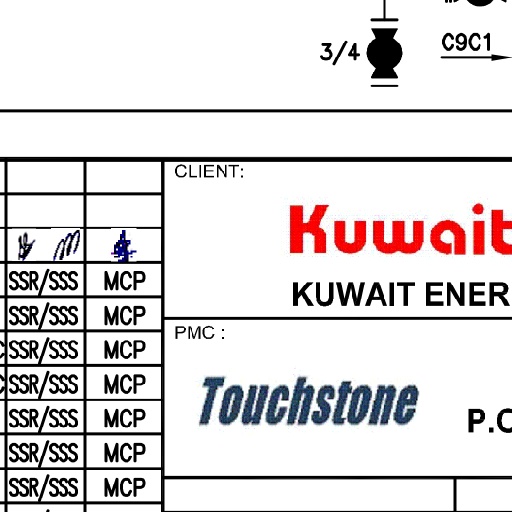 3/4
C9C1
CLIENT:
Kuwait
KUWAIT ENER
PMC :
Touchstone
P.C
SSR/SSS MCP
SSR/SSS MCP
SSR/SSS MCP
SSR/SSS MCP
SSR/SSS MCP
SSR/SSS MCP
SSR/SSS MCP